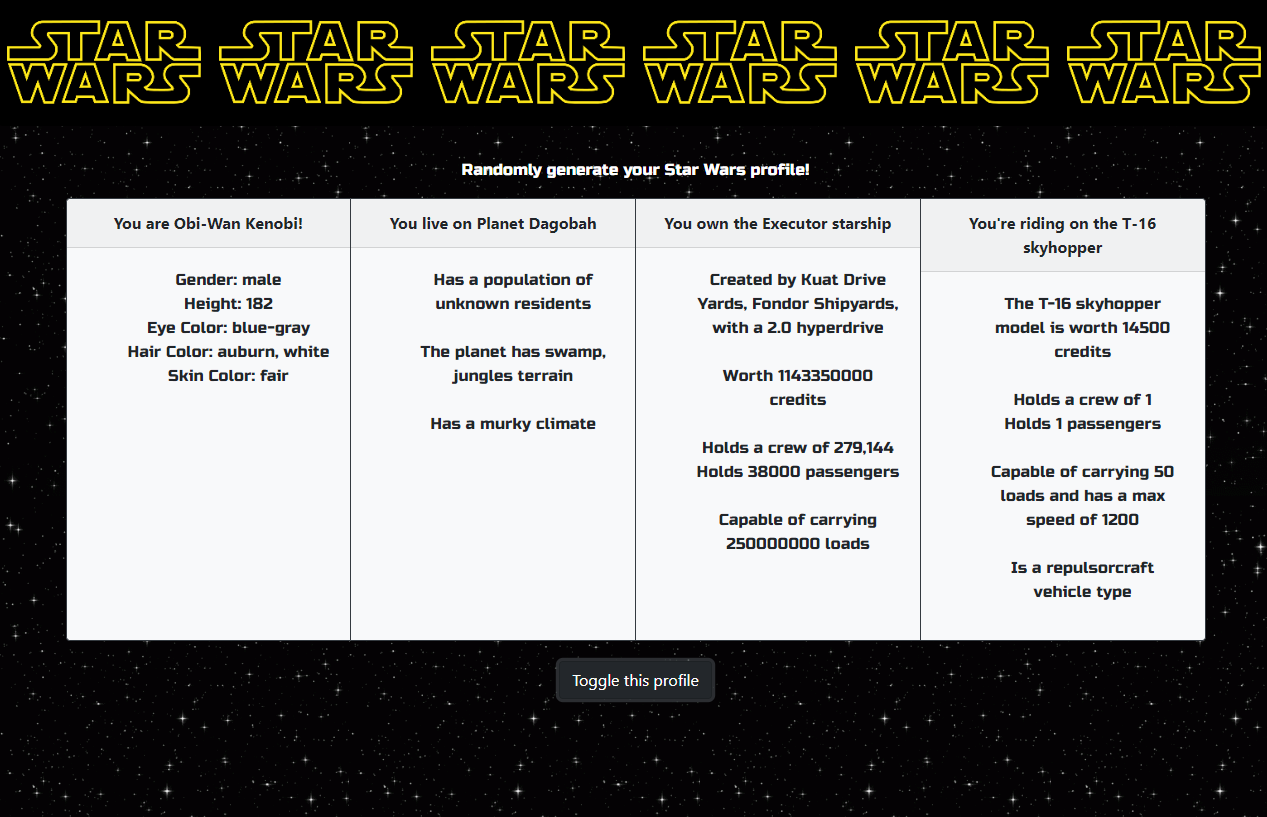 STAR WARS STAR WARS STAR WARS STAR WARS STAR WARS STAR WARS
Randomly generate your Star Wars profile!
You are Obi-Wan Kenobi!
Gender: male
Height: 182
Eye Color: blue-gray
Hair Color: auburn, white
Skin Color: fair
You live on Planet Dagobah
Has a population of
unknown residents
The planet has swamp,
jungles terrain
Has a murky climate
You own the Executor starship
Created by Kuat Drive
Yards, Fondor Shipyards,
with a 2.0 hyperdrive
Worth 1143350000
credits
Holds a crew of 279,144
Holds 38000 passengers
Capable of carrying
250000000 loads
You're riding on the T-16
skyhopper
The T-16 skyhopper
model is worth 14500
credits
Holds a crew of 1
Holds 1 passengers
Capable of carrying 50
loads and has a max
speed of 1200
Is a repulsorcraft
vehicle type
Toggle this profile